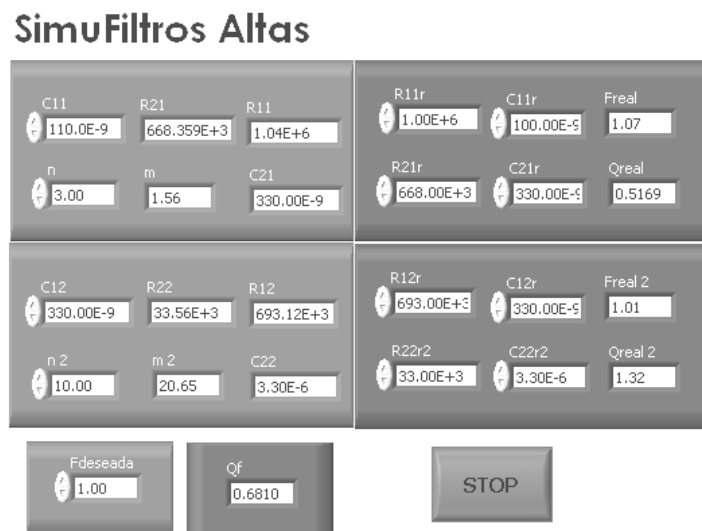 SimuFiltros Altas
C11 R21 R11
110.0E-9 668.359E+3 1.04E+6
n m C21
3.00 1.56 330.00E-9
R11r C11r Freal
1.00E+6 100.00E-9 1.07
R21r C21r Qreal
668.00E+3 330.00E-9 0.5169
C12 R22 R12
330.00E-9 33.56E+3 693.12E+3
n 2 m 2 C22
10.00 20.65 3.30E-6
R12r C12r Freal 2
693.00E+3 330.00E-9 1.01
R22r2 C22r2 Qreal 2
33.00E+3 3.30E-6 1.32
Fdeseada
1.00
Qf
0.6810
STOP